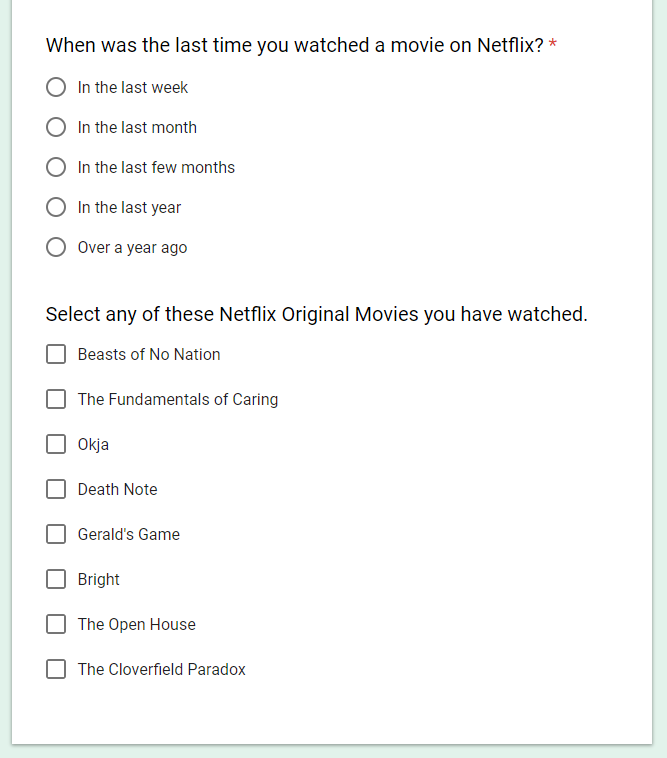 When was the last time you watched a movie on Netflix? *
In the last week
In the last month
In the last few months
In the last year
Over a year ago
Select any of these Netflix Original Movies you have watched.
Beasts of No Nation
The Fundamentals of Caring
Okja
Death Note
Gerald's Game
Bright
The Open House
The Cloverfield Paradox